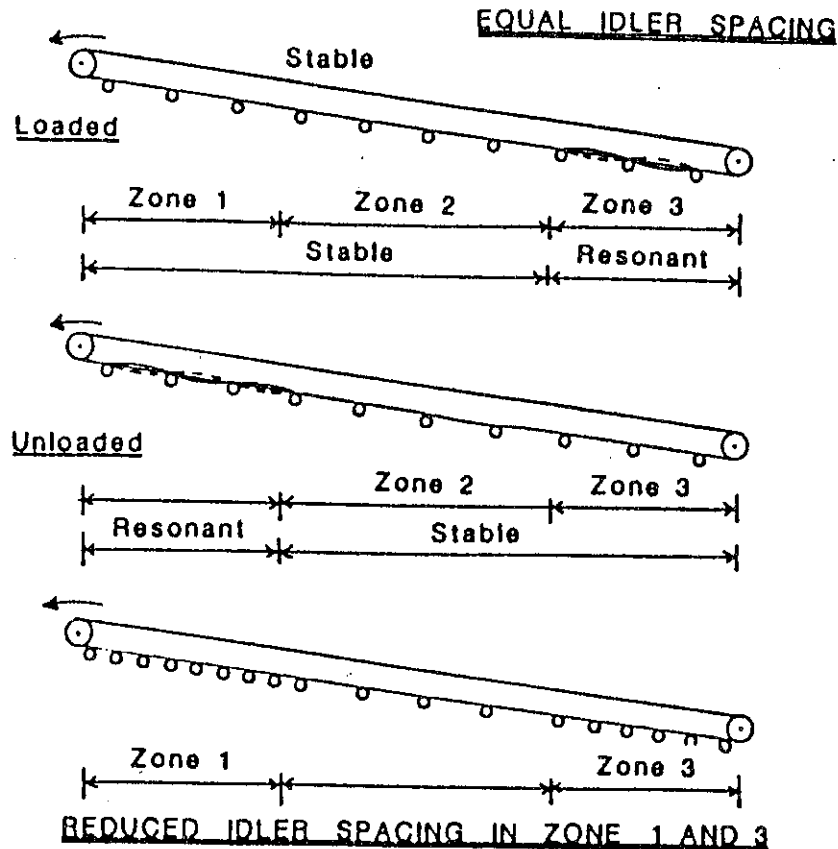 EQUAL IDLER SPACING
Stable
Loaded
Zone 1 Zone 2 Zone 3
Stable Resonant
Unloaded
Zone 2 Zone 3
Resonant Stable
Zone 1 Zone 3
REDUCED IDLER SPACING IN ZONE 1 AND 3